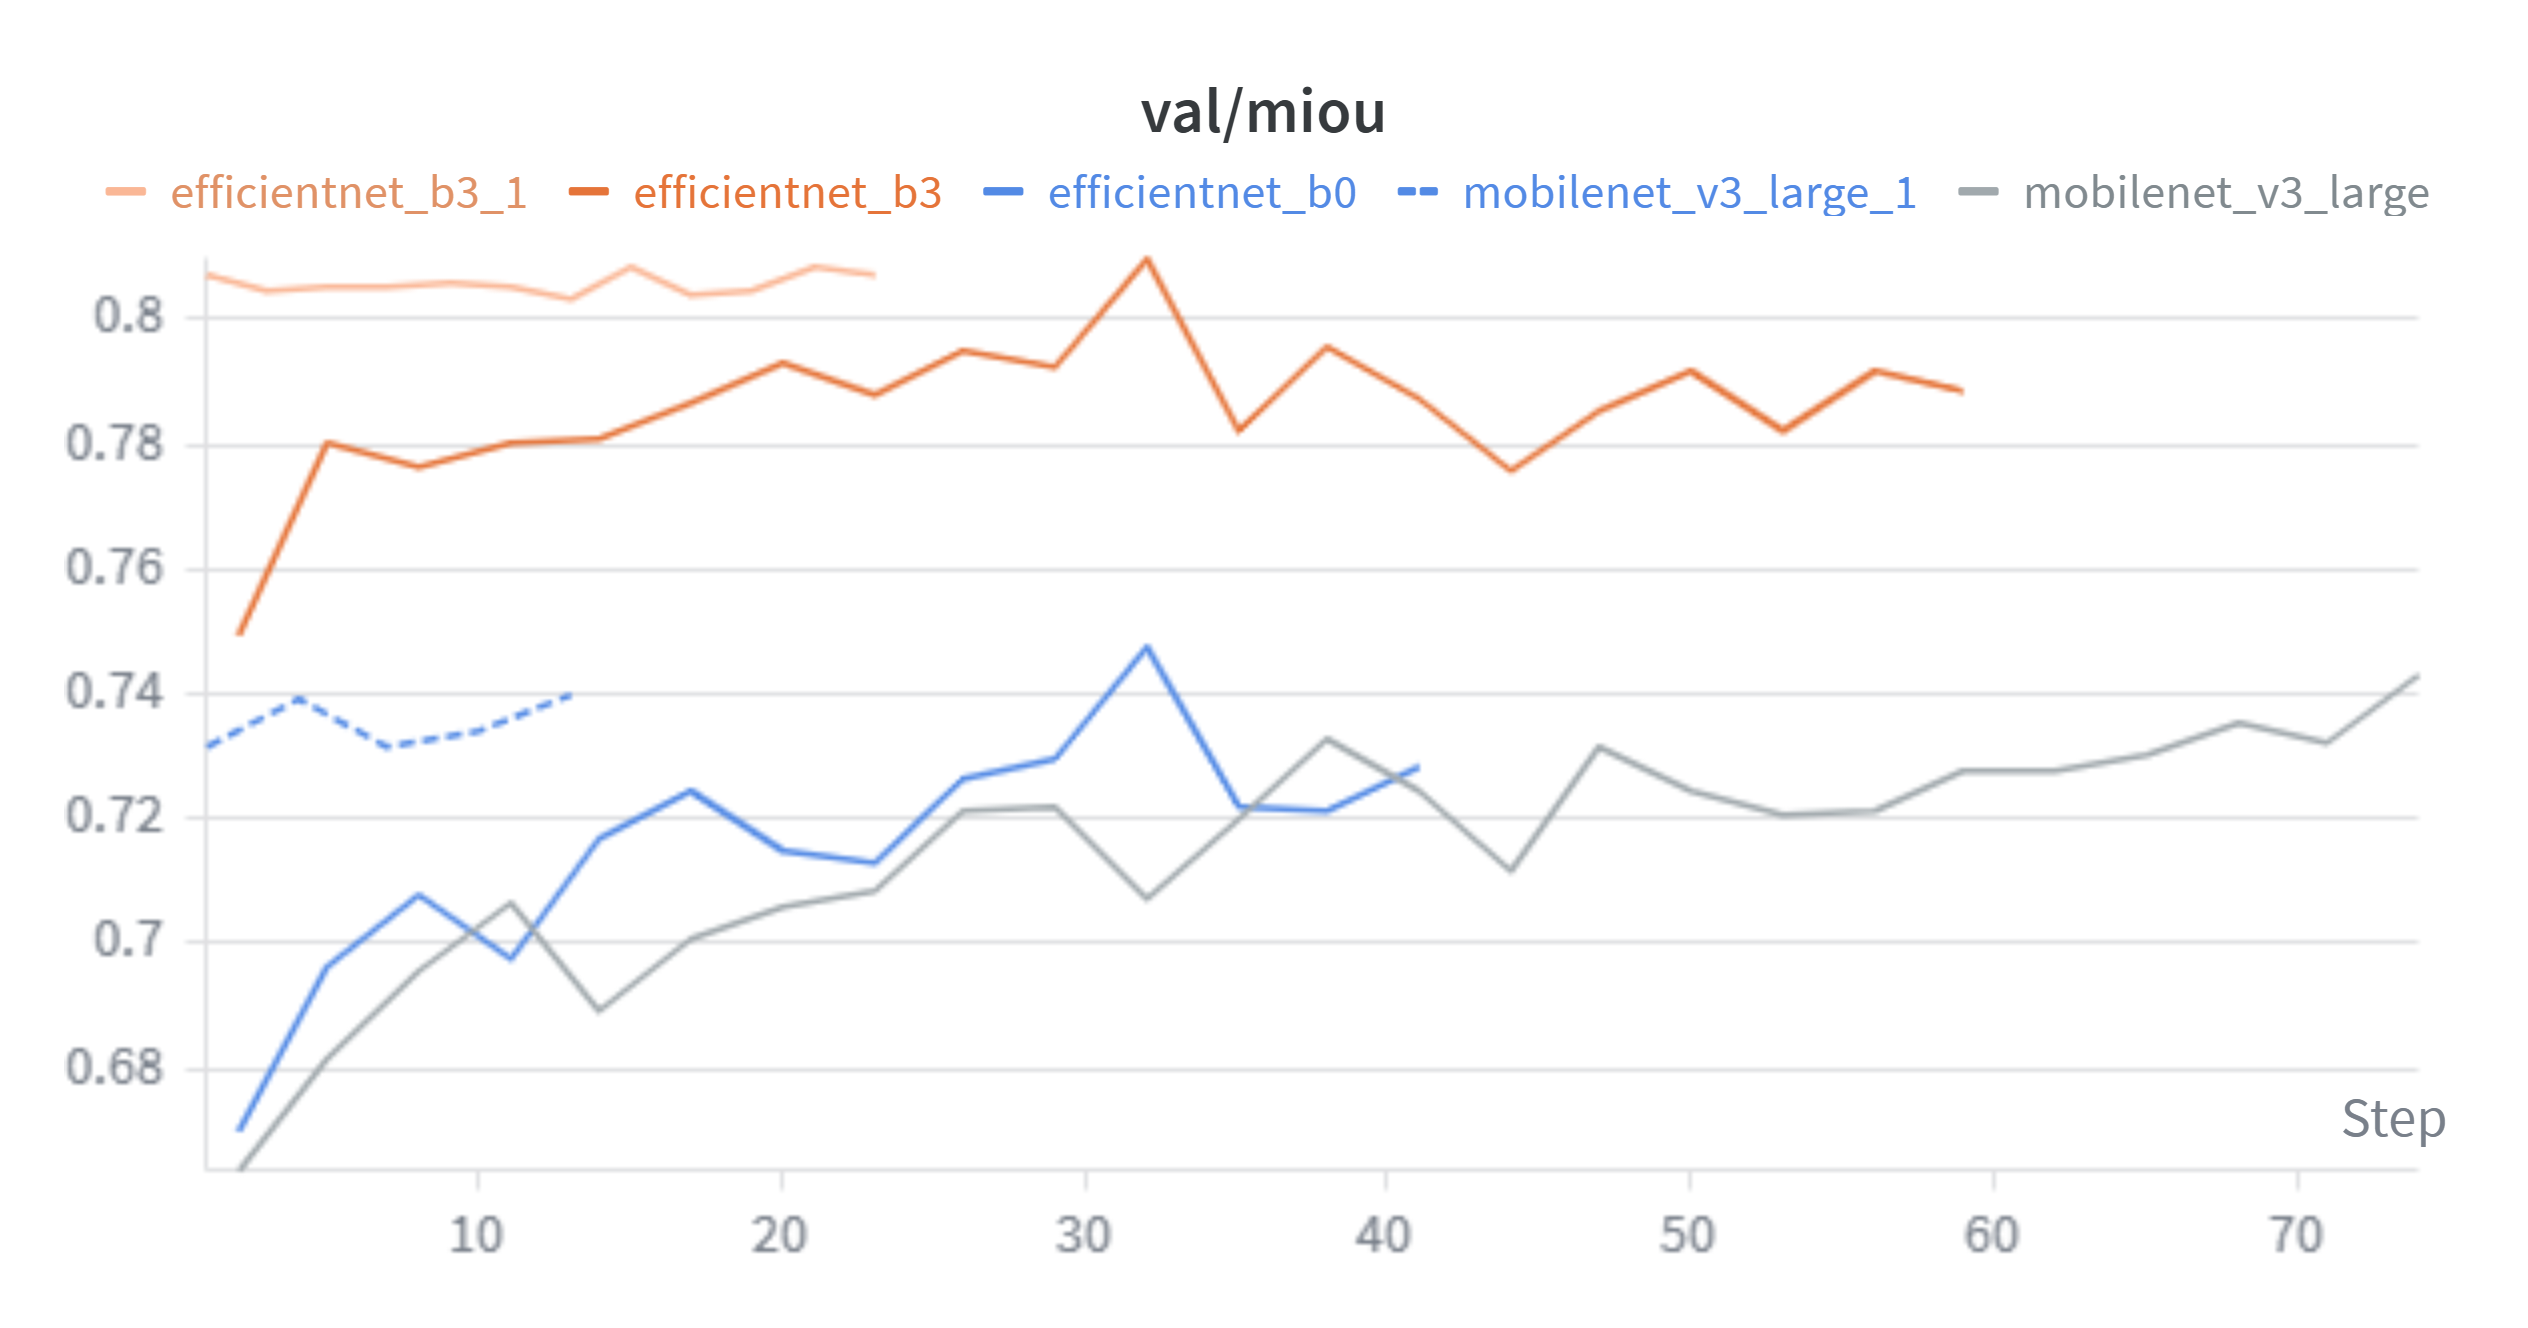 val/miou
efficientnet_b3_1 efficientnet_b3 efficientnet_b0 mobilenet_v3_large_1 mobilenet_v3_large
0.8
0.78
0.76
0.74
0.72
0.7
0.68
Step
10 20 30 40 50 60 70